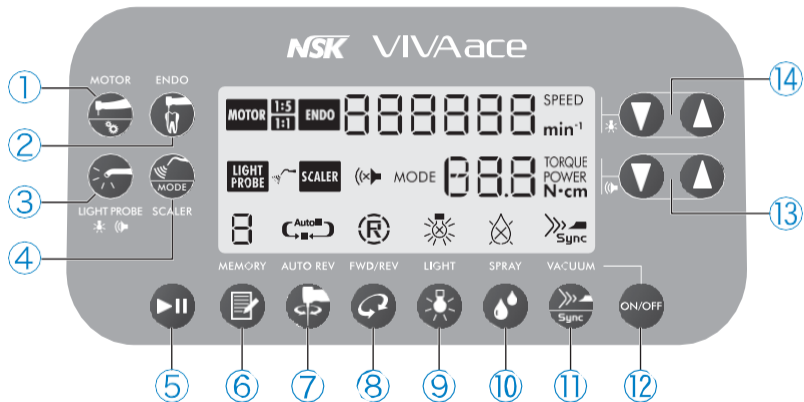 NSK VIVAace
① MOTOR ENDO ⑭
MOTOR 1:5 1:1 ENDO 888888 SPEED min⁻¹
②
LIGHT PROBE SCALER MODE 88.8 TORQUE POWER N·cm
③ MODE
LIGHT PROBE SCALER ⑬
④ 8 Auto R Sync
MEMORY AUTO REV FWD/REV LIGHT SPRAY VACUUM
Sync ON/OFF
⑤ ⑥ ⑦ ⑧ ⑨ ⑩ ⑪ ⑫